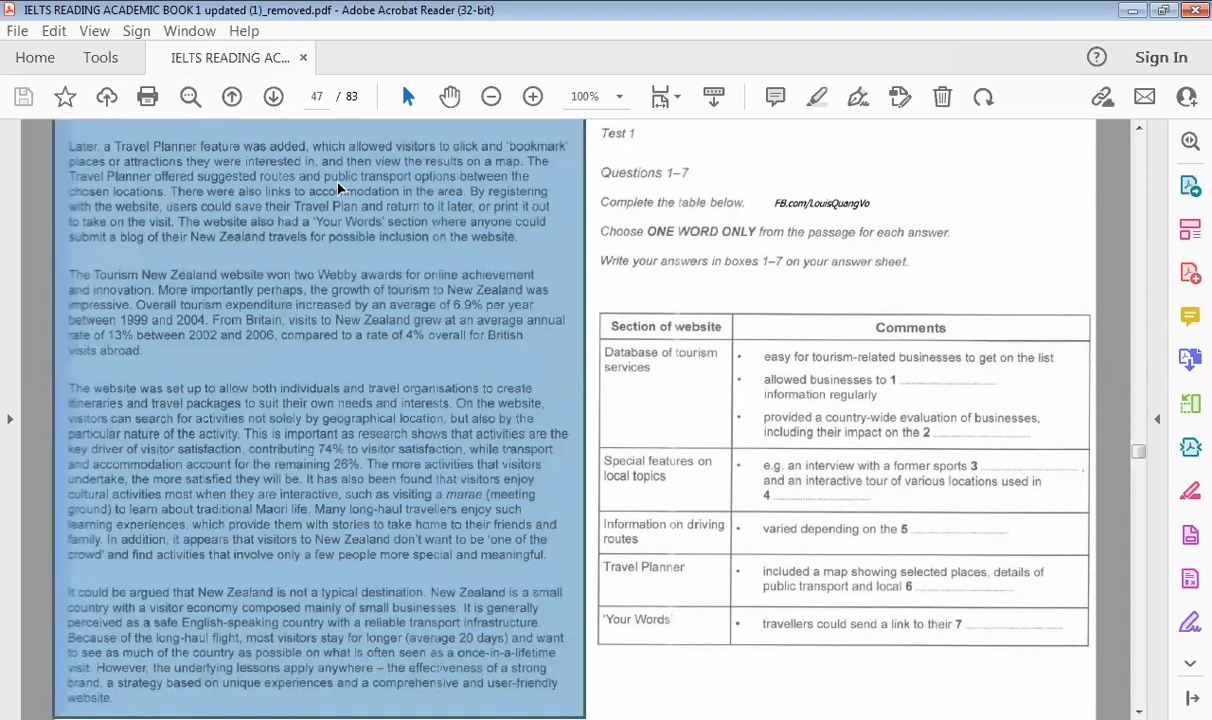 IELTS READING ACADEMIC BOOK 1 updated (1)_removed.pdf - Adobe Acrobat Reader (32-bit)
File Edit View Sign Window Help
Home Tools IELTS READING AC... × Sign In
47 / 83 100%
Later, a Travel Planner feature was added, which allowed visitors to click and 'bookmark'
places or attractions they were interested in, and then view the results on a map. The
Travel Planner offered suggested routes and public transport options between the
chosen locations. There were also links to accommodation in the area. By registering
with the website, users could save their Travel Plan and return to it later, or print it out
to take on the visit. The website also had a 'Your Words' section where anyone could
submit a blog of their New Zealand travels for possible inclusion on the website.
The Tourism New Zealand website won two Webby awards for online achievement
and innovation. More importantly perhaps, the growth of tourism to New Zealand was
impressive. Overall tourism expenditure increased by an average of 6.9% per year
between 1999 and 2004. From Britain, visits to New Zealand grew at an average annual
rate of 13% between 2002 and 2006, compared to a rate of 4% overall for British
visits abroad.
The website was set up to allow both individuals and travel organisations to create
itineraries and travel packages to suit their own needs and interests. On the website,
visitors can search for activities not solely by geographical location, but also by the
particular nature of the activity. This is important as research shows that activities are the
key driver of visitor satisfaction, contributing 74% to visitor satisfaction, while transport
and accommodation account for the remaining 26%. The more activities that visitors
undertake, the more satisfied they will be. It has also been found that visitors enjoy
cultural activities most when they are interactive, such as visiting a marae (meeting
ground) to learn about traditional Maori life. Many long-haul travellers enjoy such
learning experiences, which provide them with stories to take home to their friends and
family. In addition, it appears that visitors to New Zealand don't want to be 'one of the
crowd' and find activities that involve only a few people more special and meaningful.
It could be argued that New Zealand is not a typical destination. New Zealand is a small
country with a visitor economy composed mainly of small businesses. It is generally
perceived as a safe English-speaking country with a reliable transport infrastructure.
Because of the long-haul flight, most visitors stay for longer (average 20 days) and want
to see as much of the country as possible on what is often seen as a once-in-a-lifetime
visit. However, the underlying lessons apply anywhere – the effectiveness of a strong
brand, a strategy based on unique experiences and a comprehensive and user-friendly
website.
Test 1
Questions 1–7
Complete the table below. FB.com/LouisQuangVo
Choose ONE WORD ONLY from the passage for each answer.
Write your answers in boxes 1–7 on your answer sheet.
Section of website Comments
Database of tourism
services
• easy for tourism-related businesses to get on the list
• allowed businesses to 1 ........................
information regularly
• provided a country-wide evaluation of businesses,
including their impact on the 2 ........................
Special features on
local topics
• e.g. an interview with a former sports 3 ........................ ,
and an interactive tour of various locations used in
4 ........................
Information on driving
routes
• varied depending on the 5 ........................
Travel Planner
• included a map showing selected places, details of
public transport and local 6 ........................
'Your Words'
• travellers could send a link to their 7 ........................